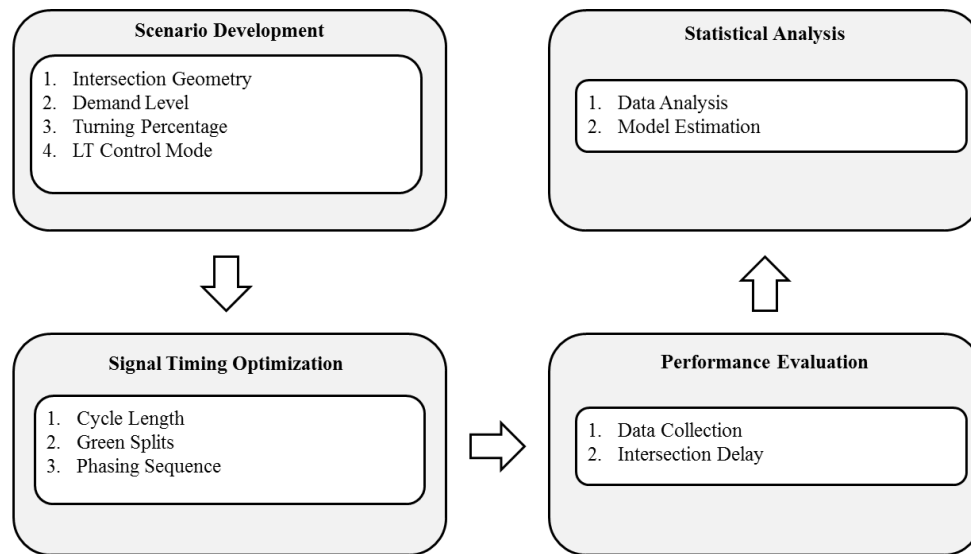 Scenario Development
1. Intersection Geometry
2. Demand Level
3. Turning Percentage
4. LT Control Mode
Signal Timing Optimization
1. Cycle Length
2. Green Splits
3. Phasing Sequence
Performance Evaluation
1. Data Collection
2. Intersection Delay
Statistical Analysis
1. Data Analysis
2. Model Estimation